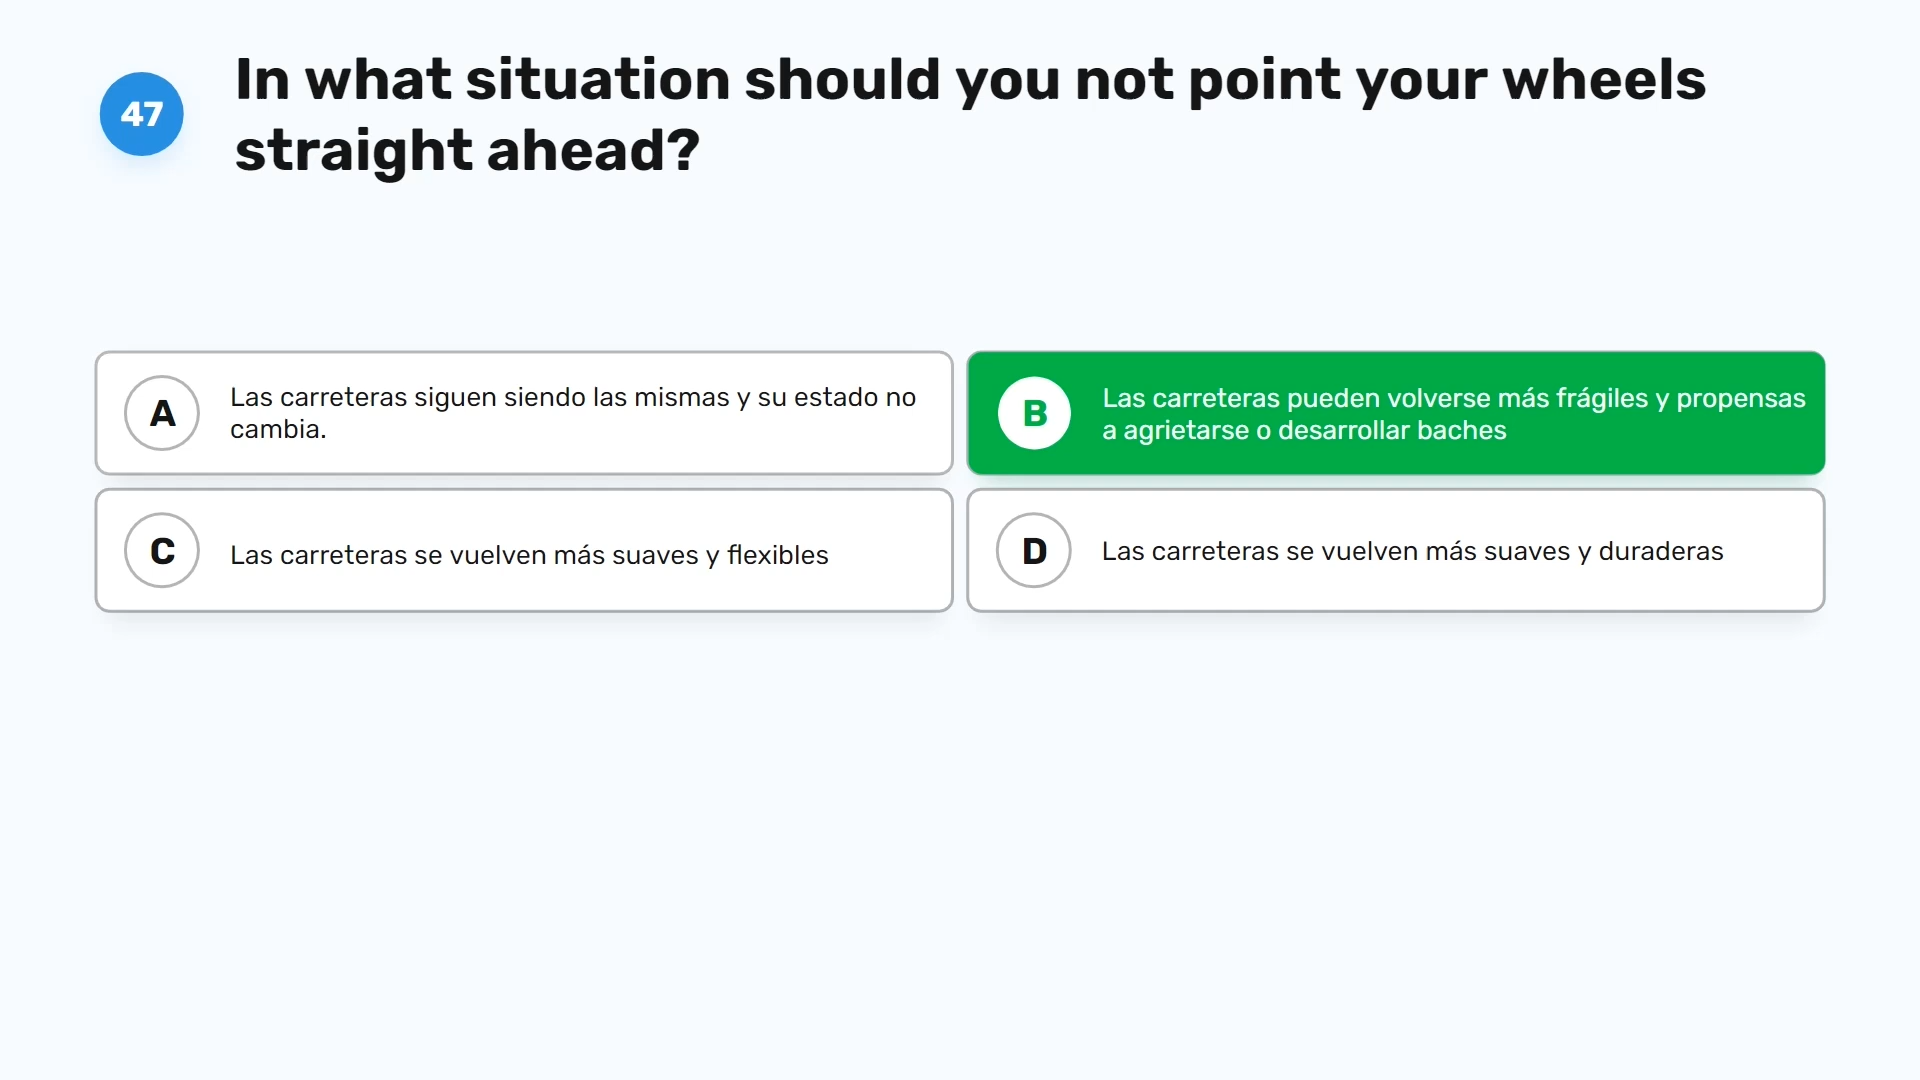 47
In what situation should you not point your wheels
straight ahead?
A
Las carreteras siguen siendo las mismas y su estado no
cambia.
B
Las carreteras pueden volverse más frágiles y propensas
a agrietarse o desarrollar baches
C
Las carreteras se vuelven más suaves y flexibles
D
Las carreteras se vuelven más suaves y duraderas